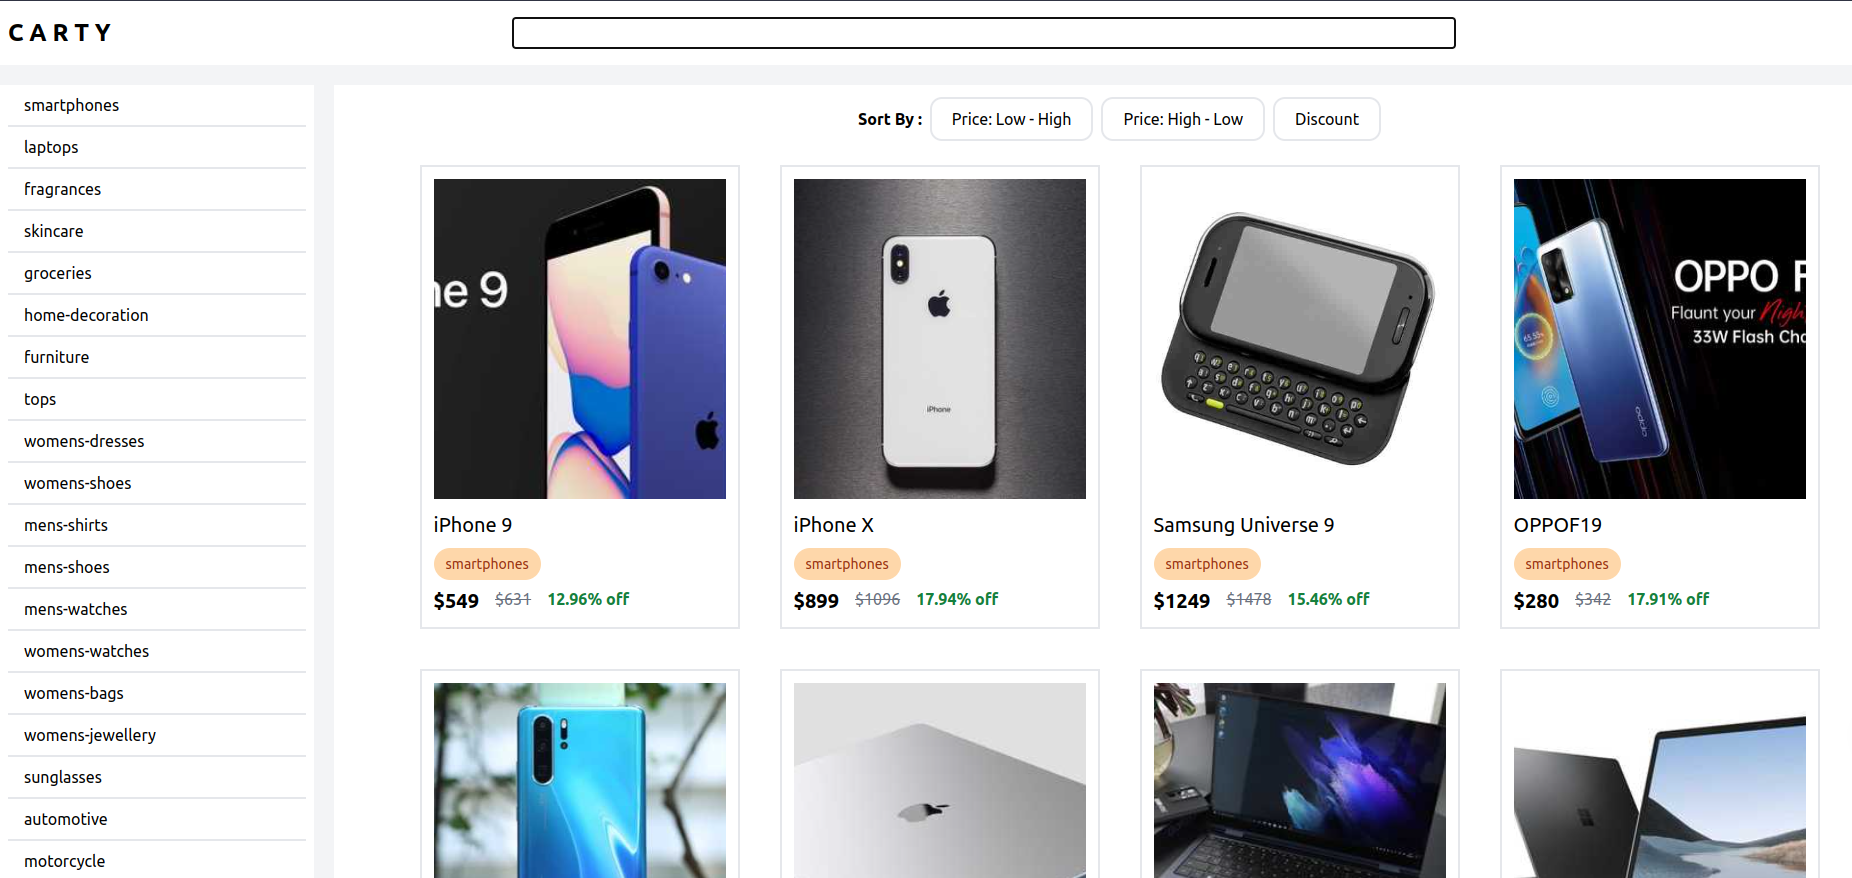 CARTY
smartphones
laptops
fragrances
skincare
groceries
home-decoration
furniture
tops
womens-dresses
womens-shoes
mens-shirts
mens-shoes
mens-watches
womens-watches
womens-bags
womens-jewellery
sunglasses
automotive
motorcycle
Sort By : Price: Low - High Price: High - Low Discount
ne 9
iPhone
OPPO F
Flaunt your Nigh
33W Flash Cha
oppo
iPhone 9
smartphones
$549 $631 12.96% off
iPhone X
smartphones
$899 $1096 17.94% off
Samsung Universe 9
smartphones
$1249 $1478 15.46% off
OPPOF19
smartphones
$280 $342 17.91% off